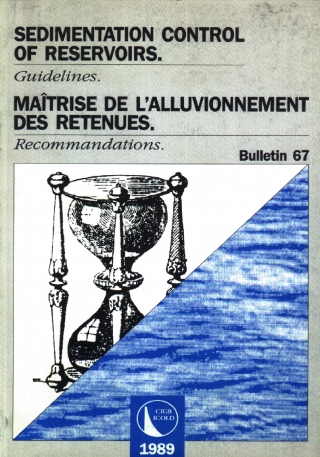 SEDIMENTATION CONTROL
OF RESERVOIRS.
Guidelines.
MAÎTRISE DE L'ALLUVIONNEMENT
DES RETENUES.
Recommandations.
Bulletin 67
CIGB
ICOLD
1989